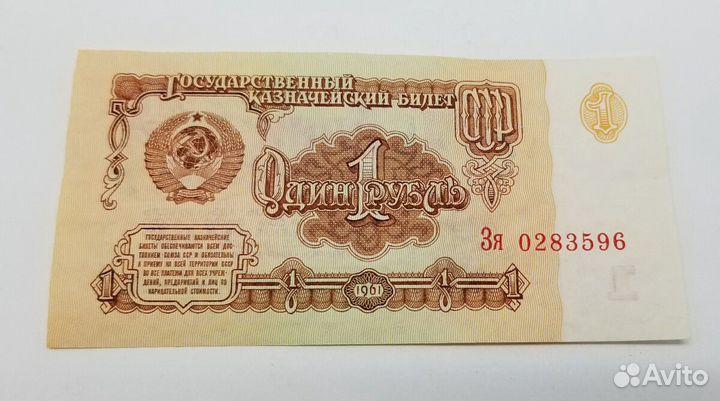 Государственный
казначейский билет
СССР
1
Один рубль
1
Зя 0283596
Государственные казначейские
билеты обеспечиваются всем дос-
тоянием Союза ССР и обязательны
к приему на всей территории СССР
во все платежи для всех учреж-
дений, предприятий и лиц по
нарицательной стоимости.
1 1 1961 1 1
Avito